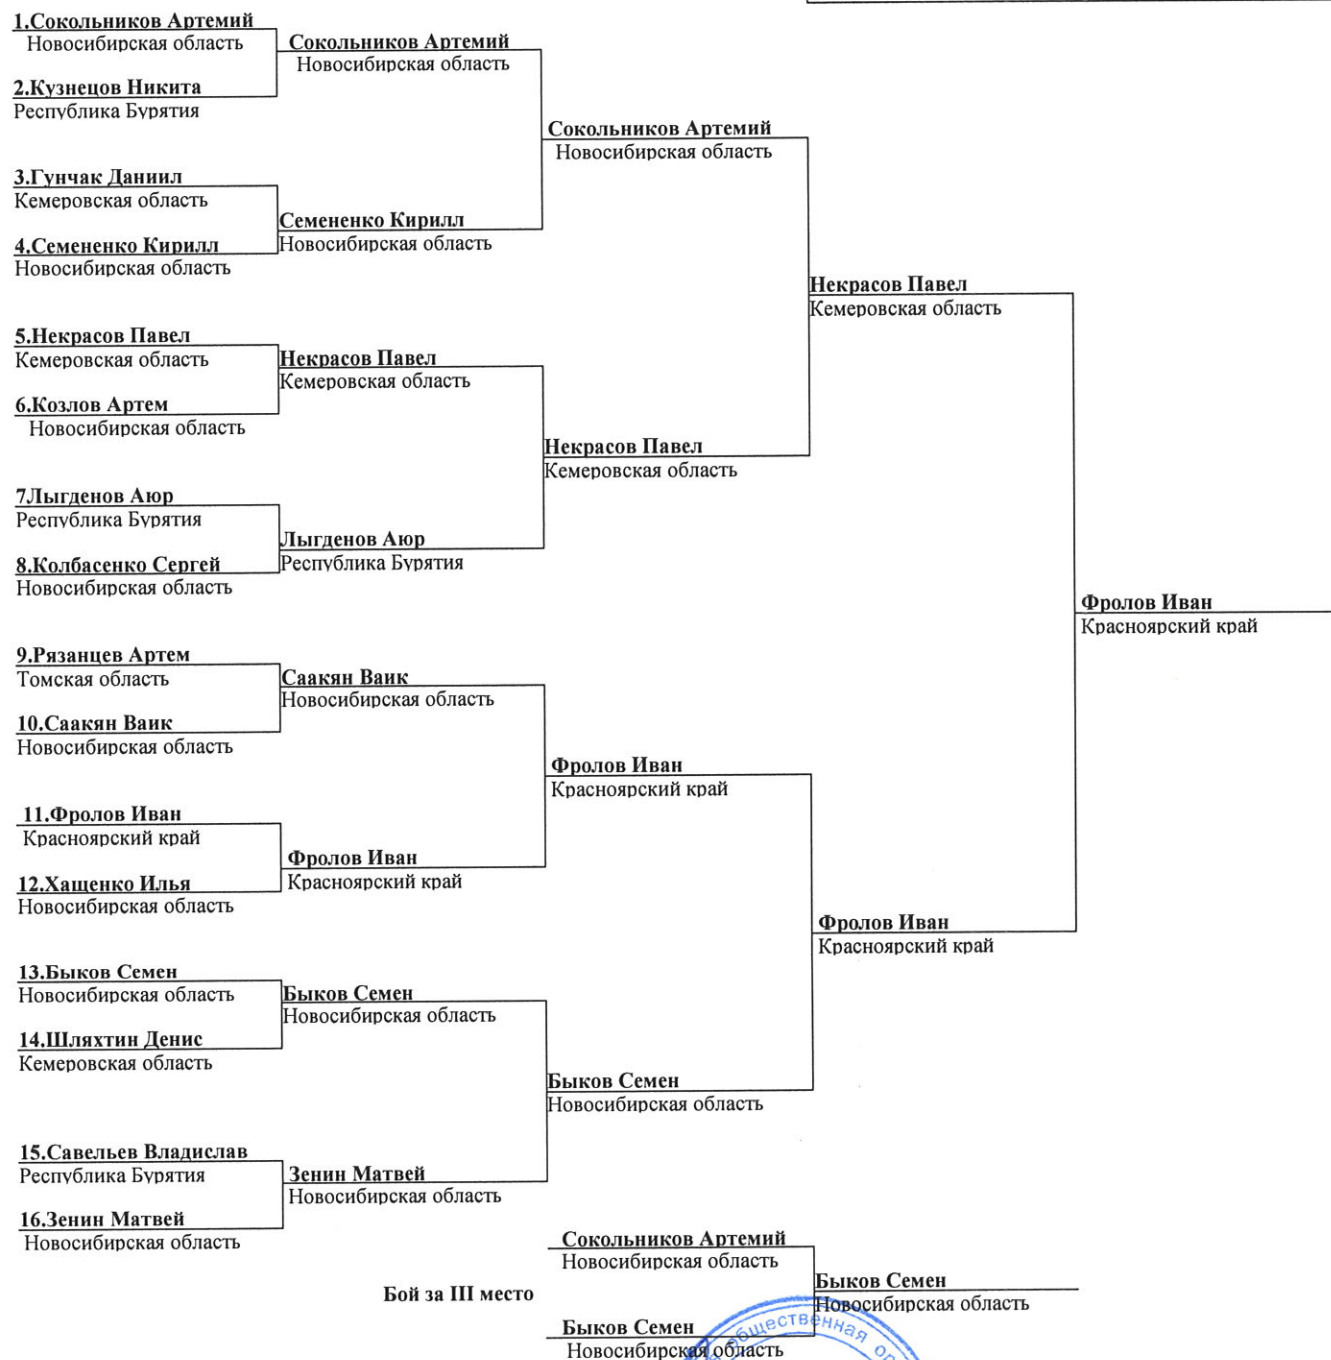 1.Сокольников Артемий
Новосибирская область
Сокольников Артемий
Новосибирская область
2.Кузнецов Никита
Республика Бурятия
Сокольников Артемий
Новосибирская область
3.Гунчак Даниил
Кемеровская область
Семененко Кирилл
Новосибирская область
4.Семененко Кирилл
Новосибирская область
Некрасов Павел
Кемеровская область
5.Некрасов Павел
Кемеровская область
Некрасов Павел
Кемеровская область
6.Козлов Артем
Новосибирская область
Некрасов Павел
Кемеровская область
7Лыгденов Аюр
Республика Бурятия
Лыгденов Аюр
Республика Бурятия
8.Колбасенко Сергей
Новосибирская область
Фролов Иван
Красноярский край
9.Рязанцев Артем
Томская область
Саакян Ваик
Новосибирская область
10.Саакян Ваик
Новосибирская область
Фролов Иван
Красноярский край
11.Фролов Иван
Красноярский край
Фролов Иван
Красноярский край
12.Хащенко Илья
Новосибирская область
Фролов Иван
Красноярский край
13.Быков Семен
Новосибирская область
Быков Семен
Новосибирская область
14.Шляхтин Денис
Кемеровская область
Быков Семен
Новосибирская область
15.Савельев Владислав
Республика Бурятия
Зенин Матвей
Новосибирская область
16.Зенин Матвей
Новосибирская область
Сокольников Артемий
Новосибирская область
Бой за III место
Быков Семен
Новосибирская область
Быков Семен
Новосибирская область
общественная